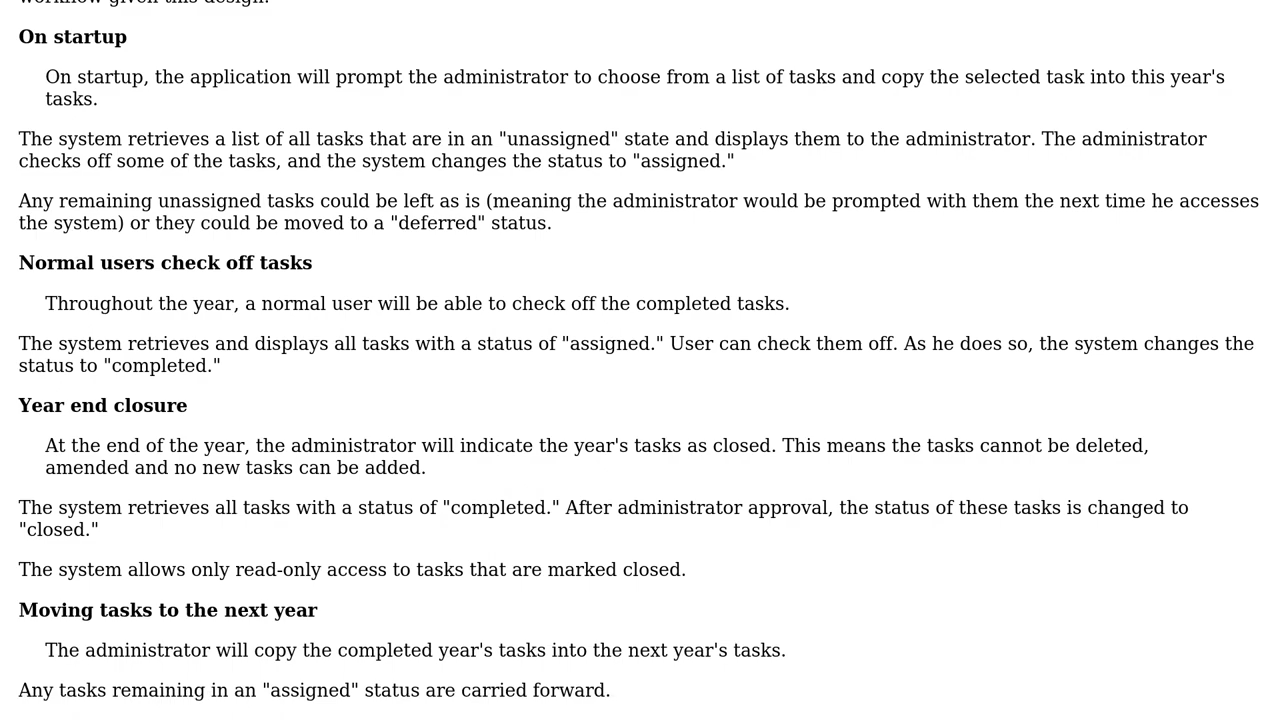 workflow given this design.
On startup
On startup, the application will prompt the administrator to choose from a list of tasks and copy the selected task into this year's
tasks.
The system retrieves a list of all tasks that are in an "unassigned" state and displays them to the administrator. The administrator
checks off some of the tasks, and the system changes the status to "assigned."
Any remaining unassigned tasks could be left as is (meaning the administrator would be prompted with them the next time he accesses
the system) or they could be moved to a "deferred" status.
Normal users check off tasks
Throughout the year, a normal user will be able to check off the completed tasks.
The system retrieves and displays all tasks with a status of "assigned." User can check them off. As he does so, the system changes the
status to "completed."
Year end closure
At the end of the year, the administrator will indicate the year's tasks as closed. This means the tasks cannot be deleted,
amended and no new tasks can be added.
The system retrieves all tasks with a status of "completed." After administrator approval, the status of these tasks is changed to
"closed."
The system allows only read-only access to tasks that are marked closed.
Moving tasks to the next year
The administrator will copy the completed year's tasks into the next year's tasks.
Any tasks remaining in an "assigned" status are carried forward.